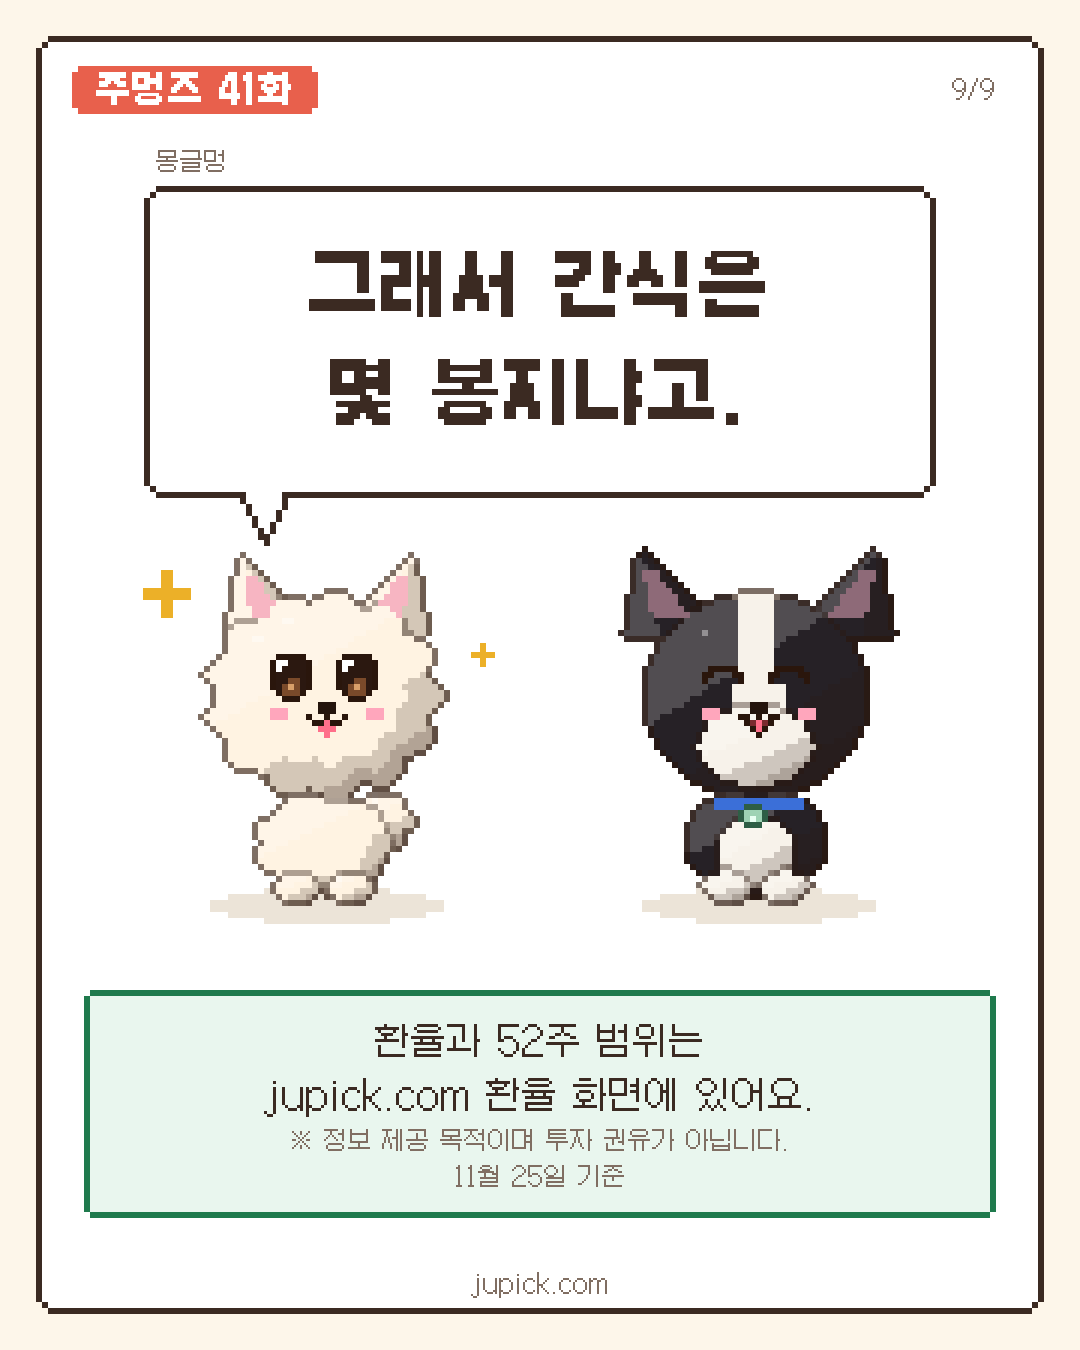 주멍즈 41화
9/9
몽글멍
그래서 간식은
몇 봉지냐고.
환율과 52주 범위는
jupick.com 환율 화면에 있어요.
※ 정보 제공 목적이며 투자 권유가 아닙니다.
11월 25일 기준
jupick.com